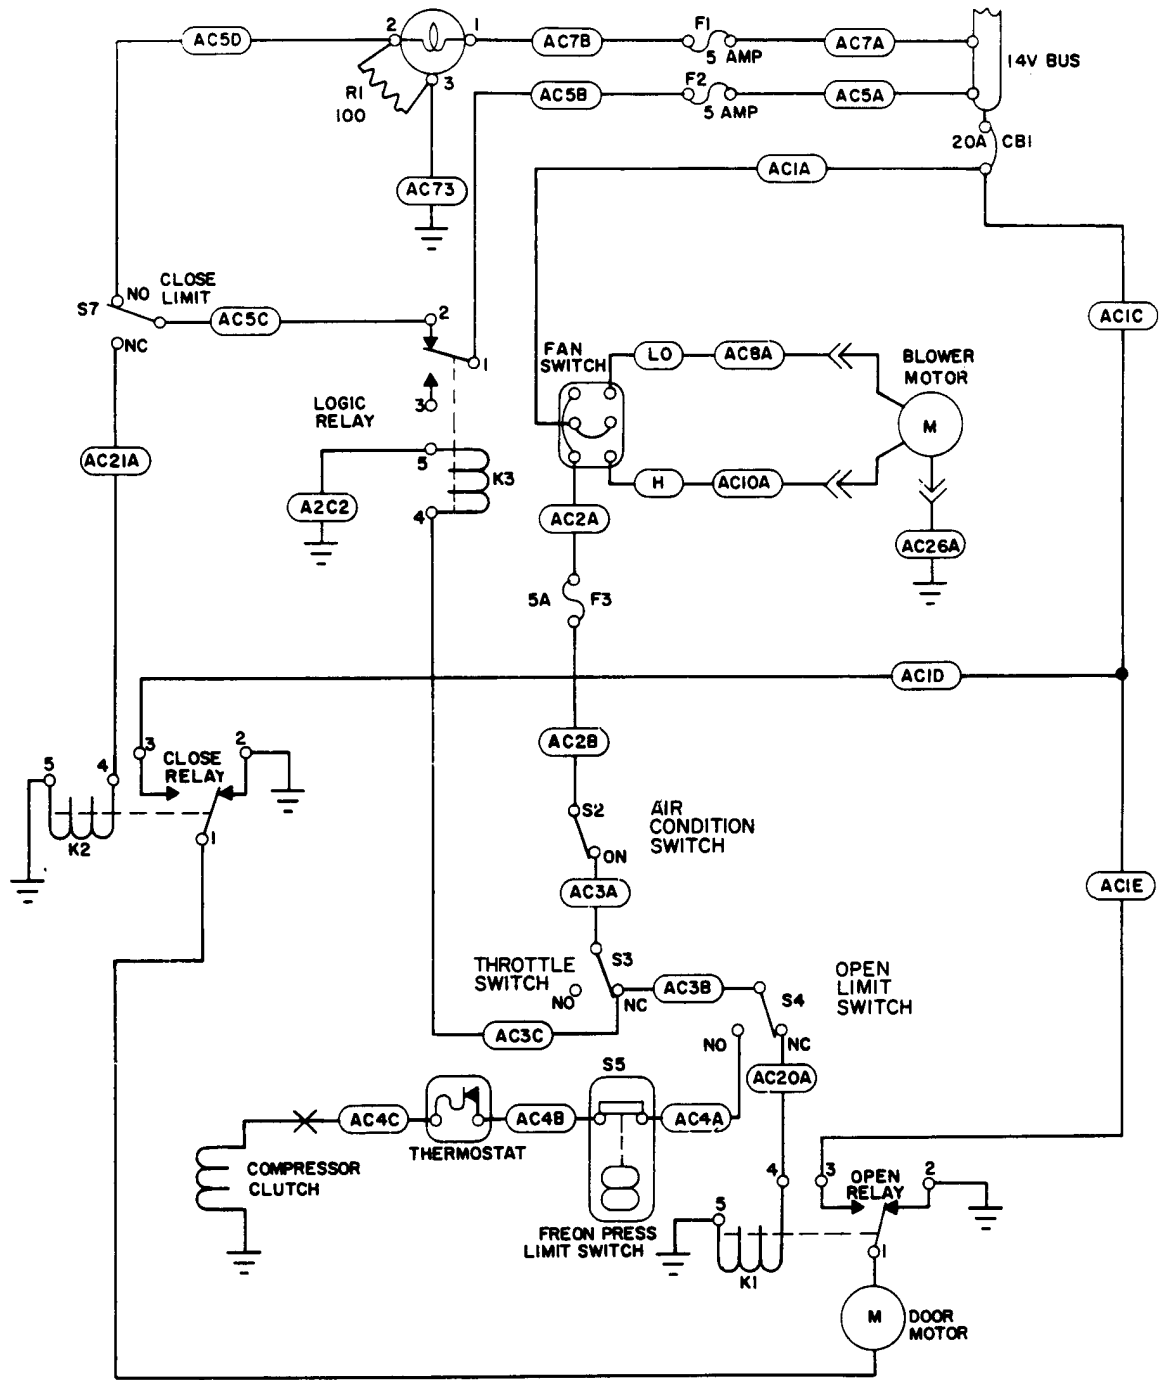 AC5D
2
1
AC7B
F1
5 AMP
AC7A
14V BUS
R1
100
3
AC5B
F2
5 AMP
AC5A
20A CB1
AC1A
AC73
S7
NO
CLOSE
LIMIT
AC5C
2
NC
1
AC1C
FAN
SWITCH
LO
AC8A
BLOWER
MOTOR
M
LOGIC
RELAY
3
5
K3
4
AC21A
A2C2
H
AC10A
AC2A
AC26A
5A
F3
AC1D
AC2B
5
4
3
CLOSE
RELAY
2
K2
1
S2
ON
AIR
CONDITION
SWITCH
AC3A
AC1E
THROTTLE
SWITCH
S3
NO
NC
AC3B
S4
OPEN
LIMIT
SWITCH
AC3C
NO
NC
S5
AC20A
AC4C
AC4B
AC4A
THERMOSTAT
COMPRESSOR
CLUTCH
FREON PRESS
LIMIT SWITCH
5
4
3
OPEN
RELAY
2
K1
1
M
DOOR
MOTOR